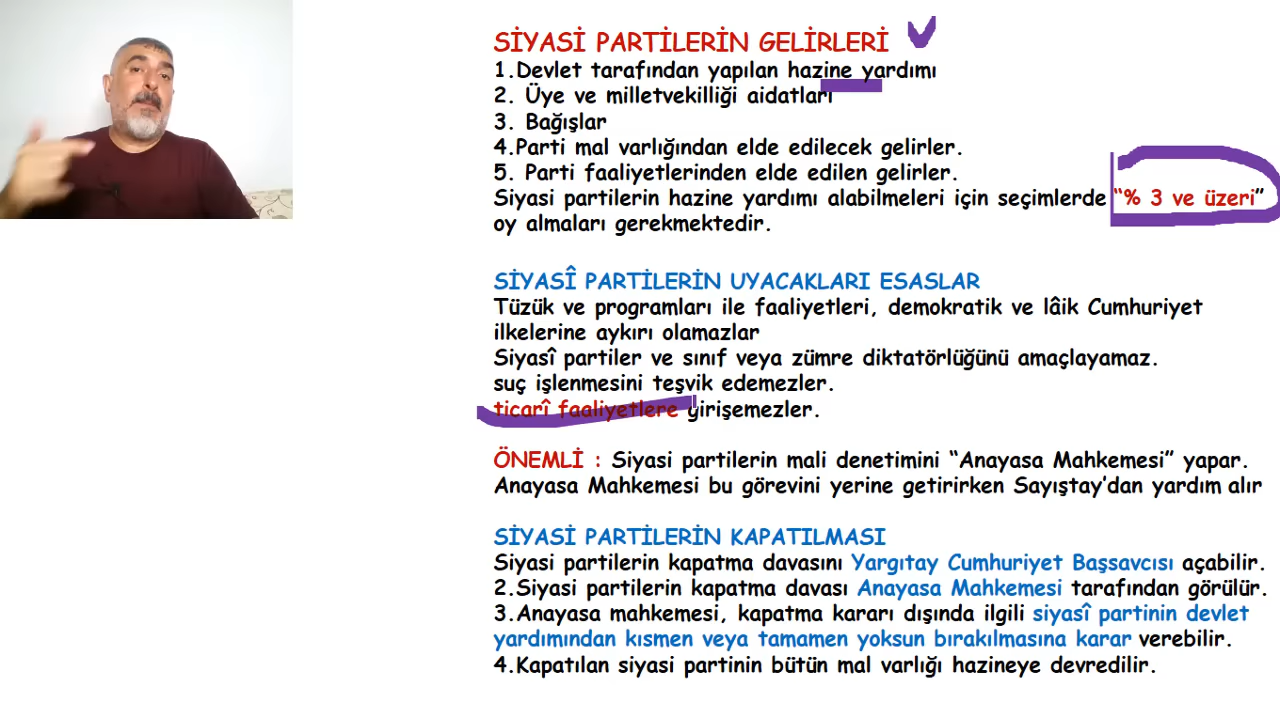 SİYASİ PARTİLERİN GELİRLERİ
1.Devlet tarafından yapılan hazine yardımı
2. Üye ve milletvekilliği aidatları
3. Bağışlar
4.Parti mal varlığından elde edilecek gelirler.
5. Parti faaliyetlerinden elde edilen gelirler.
Siyasi partilerin hazine yardımı alabilmeleri için seçimlerde “% 3 ve üzeri”
oy almaları gerekmektedir.
SİYASÎ PARTİLERİN UYACAKLARI ESASLAR
Tüzük ve programları ile faaliyetleri, demokratik ve lâik Cumhuriyet
ilkelerine aykırı olamazlar
Siyasî partiler ve sınıf veya zümre diktatörlüğünü amaçlayamaz.
suç işlenmesini teşvik edemezler.
ticarî faaliyetlere girişemezler.
ÖNEMLİ : Siyasi partilerin mali denetimini “Anayasa Mahkemesi” yapar.
Anayasa Mahkemesi bu görevini yerine getirirken Sayıştay’dan yardım alır
SİYASİ PARTİLERİN KAPATILMASI
Siyasi partilerin kapatma davasını Yargıtay Cumhuriyet Başsavcısı açabilir.
2.Siyasi partilerin kapatma davası Anayasa Mahkemesi tarafından görülür.
3.Anayasa mahkemesi, kapatma kararı dışında ilgili siyasî partinin devlet
yardımından kısmen veya tamamen yoksun bırakılmasına karar verebilir.
4.Kapatılan siyasi partinin bütün mal varlığı hazineye devredilir.